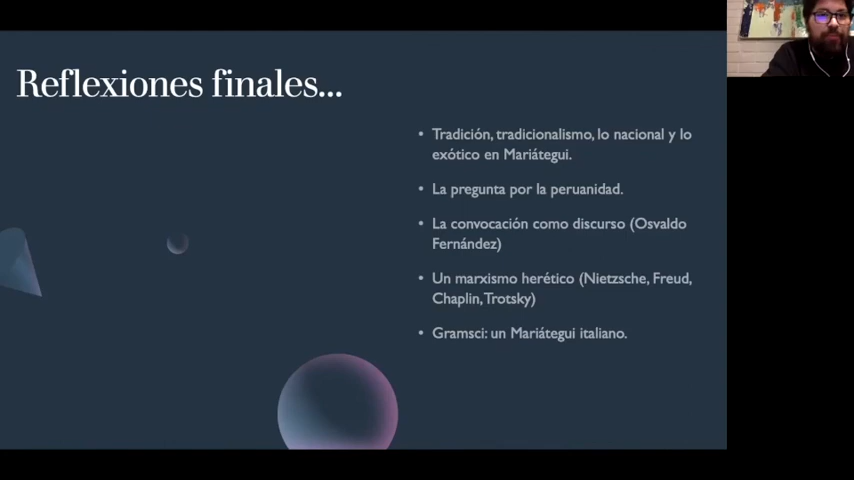 Reflexiones finales...
• Tradición, tradicionalismo, lo nacional y lo
exótico en Mariátegui.
• La pregunta por la peruanidad.
• La convocación como discurso (Osvaldo
Fernández)
• Un marxismo herético (Nietzsche, Freud,
Chaplin, Trotsky)
• Gramsci: un Mariátegui italiano.